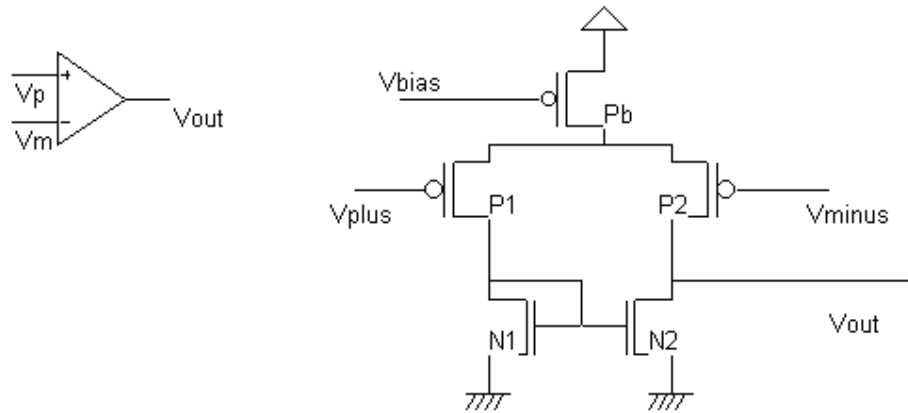 +
Vp
Vm
-
Vout
Vbias
Pb
Vplus
P1
P2
Vminus
N1
N2
Vout